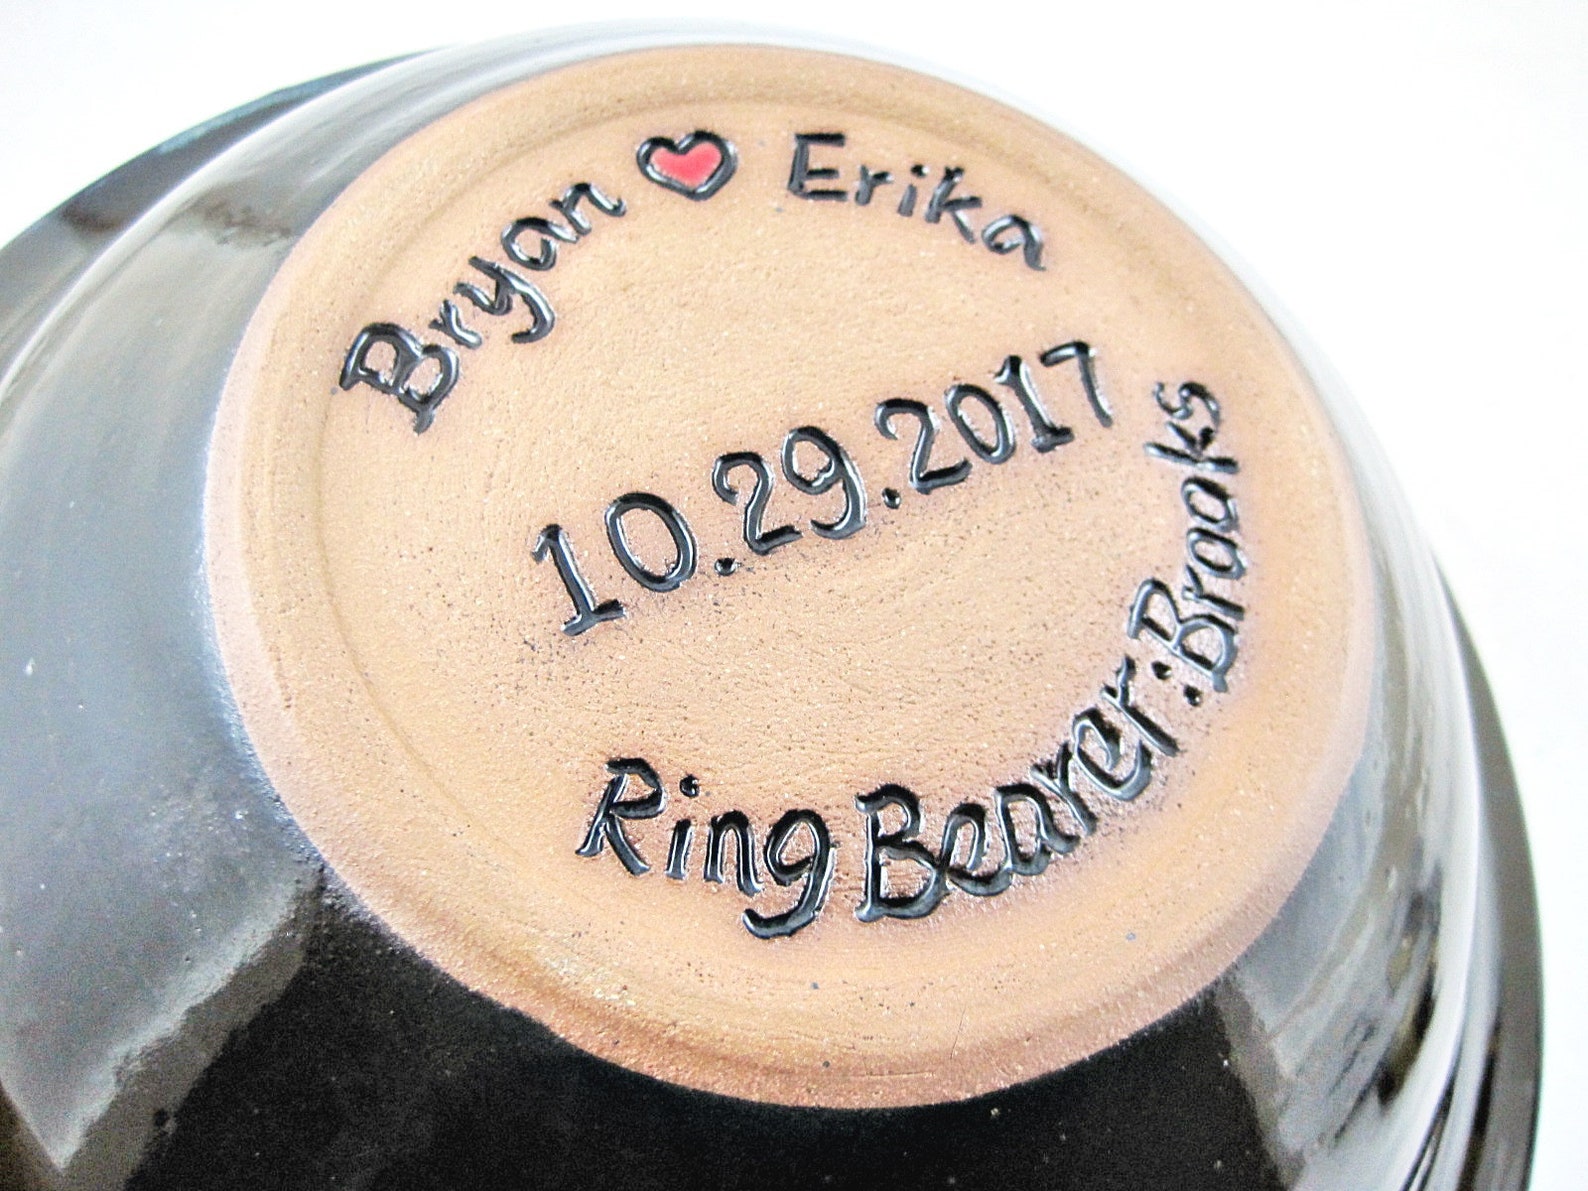 Bryan ❤ Erika
10.29.2017
Ring Bearer: Brooks